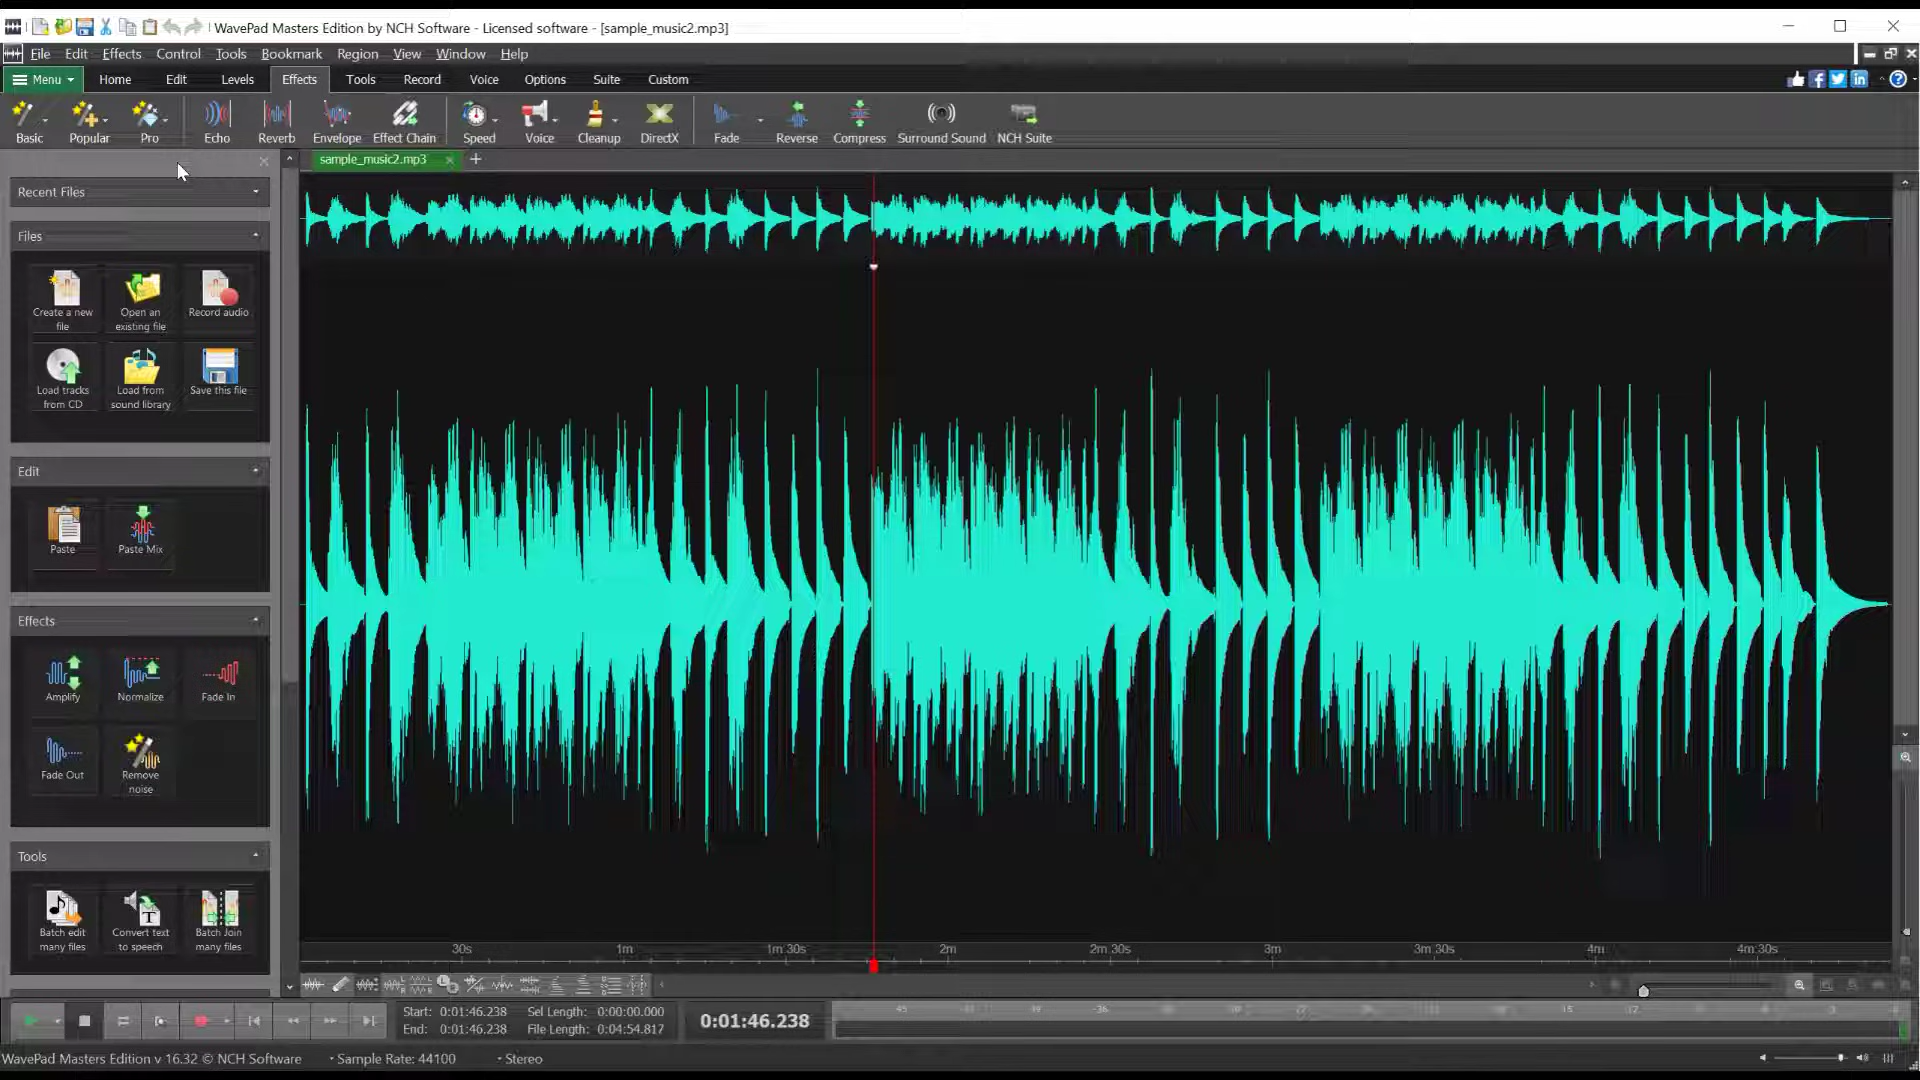 WavePad Masters Edition by NCH Software - Licensed software - [sample_music2.mp3]
File Edit Effects Control Tools Bookmark Region View Window Help
Menu Home Edit Levels Effects Tools Record Voice Options Suite Custom
Basic Popular Pro Echo Reverb Envelope Effect Chain Speed Voice Cleanup DirectX Fade Reverse Compress Surround Sound NCH Suite
sample_music2.mp3
Recent Files
Files
Create a new file
Open an existing file
Record audio
Load tracks from CD
Load from sound library
Save this file
Edit
Paste
Paste Mix
Effects
Amplify
Normalize
Fade In
Fade Out
Remove noise
Tools
Batch edit many files
Convert text to speech
Batch Join many files
30s 1m 1m 30s 2m 2m 30s 3m 3m 30s 4m 4m 30s
Start: 0:01:46.238 Sel Length: 0:00:00.000
End: 0:01:46.238 File Length: 0:04:54.817
0:01:46.238
WavePad Masters Edition v 16.32 © NCH Software Sample Rate: 44100 Stereo